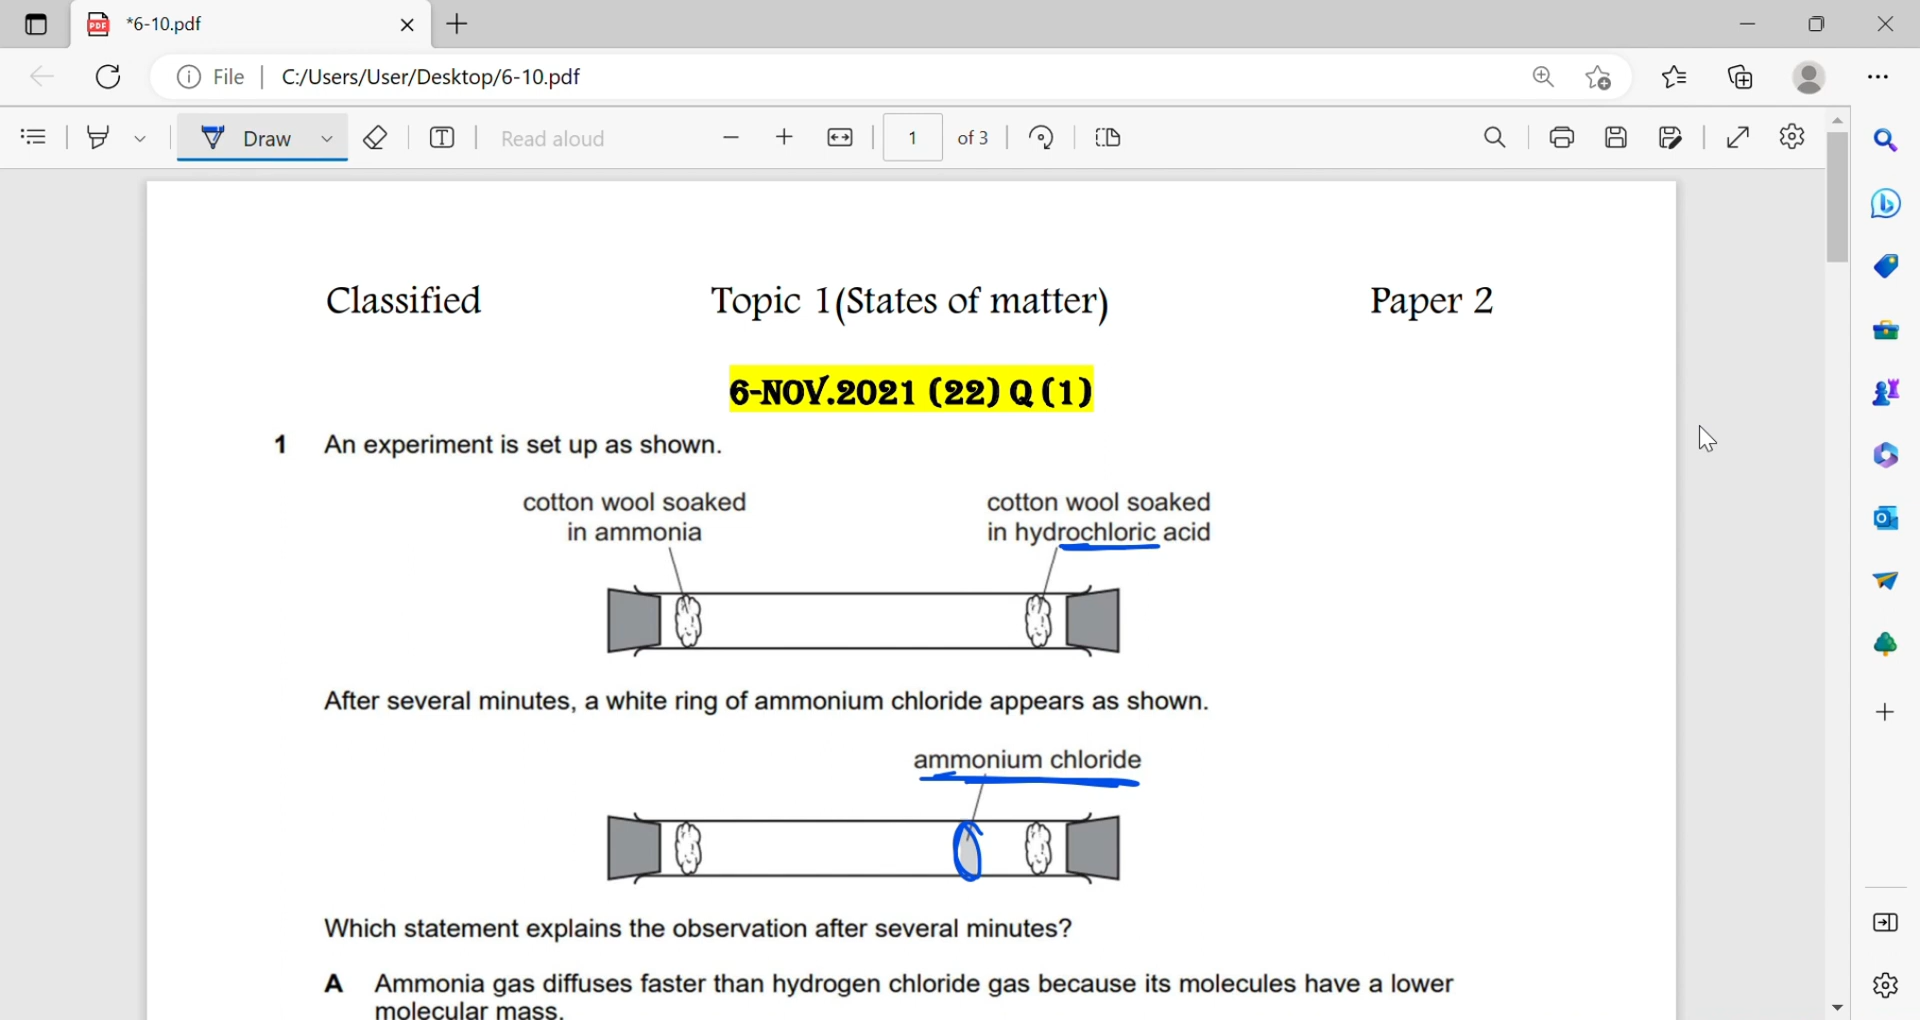 *6-10.pdf
File | C:/Users/User/Desktop/6-10.pdf
Draw
Read aloud
1 of 3
Classified Topic 1(States of matter) Paper 2
6-NOV.2021 (22) Q (1)
1 An experiment is set up as shown.
cotton wool soaked
in ammonia
cotton wool soaked
in hydrochloric acid
After several minutes, a white ring of ammonium chloride appears as shown.
ammonium chloride
Which statement explains the observation after several minutes?
A Ammonia gas diffuses faster than hydrogen chloride gas because its molecules have a lower
molecular mass.